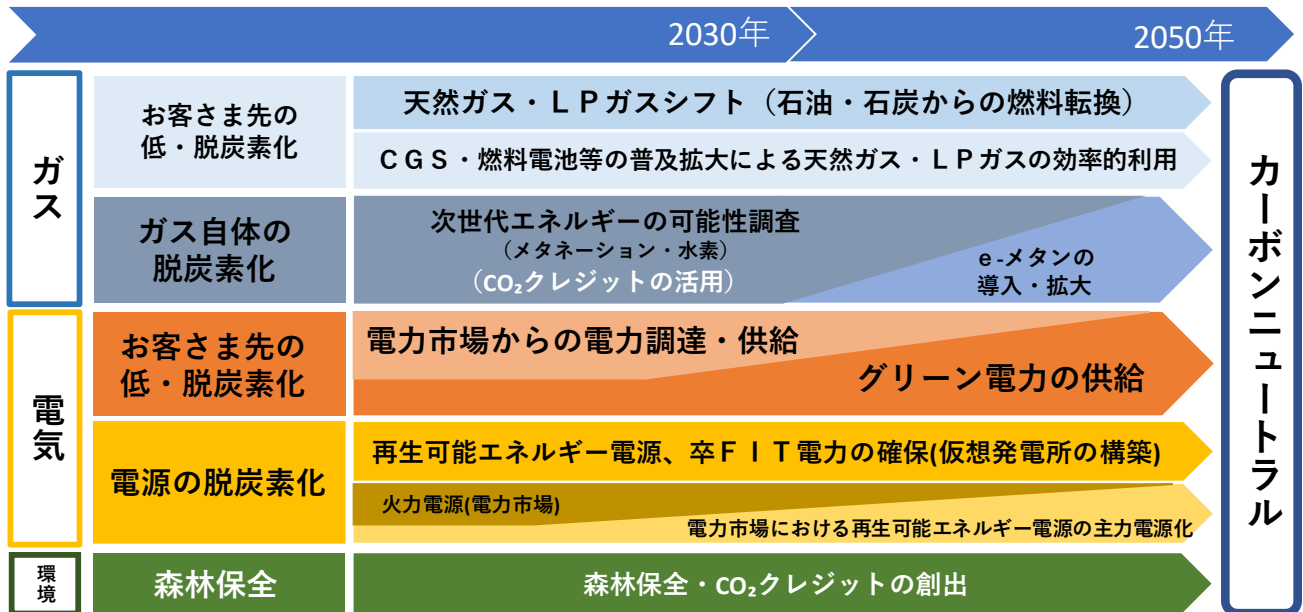 2030年
2050年
ガス
お客さま先の
低・脱炭素化
天然ガス・ＬＰガスシフト（石油・石炭からの燃料転換）
ＣＧＳ・燃料電池等の普及拡大による天然ガス・ＬＰガスの効率的利用
ガス自体の
脱炭素化
次世代エネルギーの可能性調査
（メタネーション・水素）
（CO₂クレジットの活用）
ｅ-メタンの
導入・拡大
電気
お客さま先の
低・脱炭素化
電力市場からの電力調達・供給
グリーン電力の供給
電源の脱炭素化
再生可能エネルギー電源、卒ＦＩＴ電力の確保(仮想発電所の構築)
火力電源(電力市場)
電力市場における再生可能エネルギー電源の主力電源化
環境
森林保全
森林保全・CO₂クレジットの創出
カーボンニュートラル